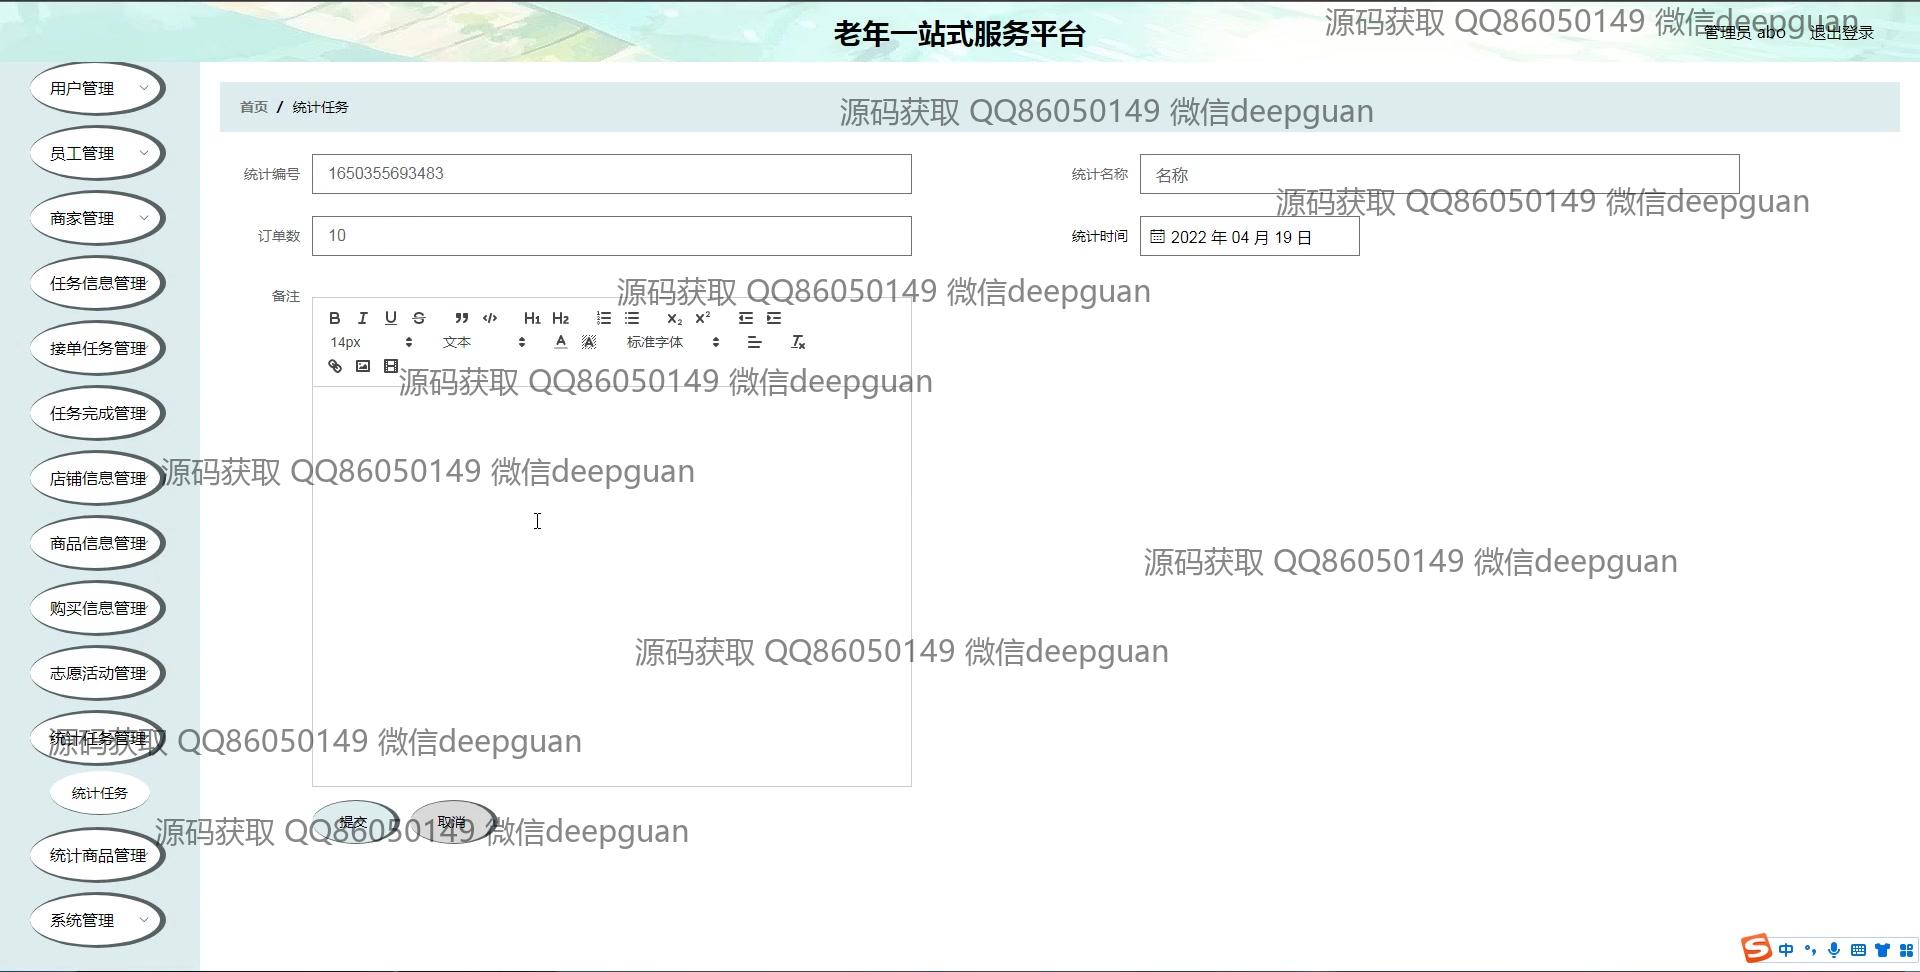 老年一站式服务平台
源码获取 QQ86050149 微信deepguan
管理员 abo
退出登录
用户管理
员工管理
商家管理
任务信息管理
接单任务管理
任务完成管理
店铺信息管理
商品信息管理
购买信息管理
志愿活动管理
统计任务管理
统计任务
统计商品管理
系统管理
首页 / 统计任务
源码获取 QQ86050149 微信deepguan
统计编号 1650355693483
统计名称 名称
源码获取 QQ86050149 微信deepguan
订单数 10
统计时间 2022 年 04 月 19 日
备注
源码获取 QQ86050149 微信deepguan
B I U S H1 H2 X2 X2
14px 文本 A A 标准字体 Tx
源码获取 QQ86050149 微信deepguan
源码获取 QQ86050149 微信deepguan
源码获取 QQ86050149 微信deepguan
源码获取 QQ86050149 微信deepguan
源码获取 QQ86050149 微信deepguan
提交 取消
源码获取 QQ86050149 微信deepguan
S 中